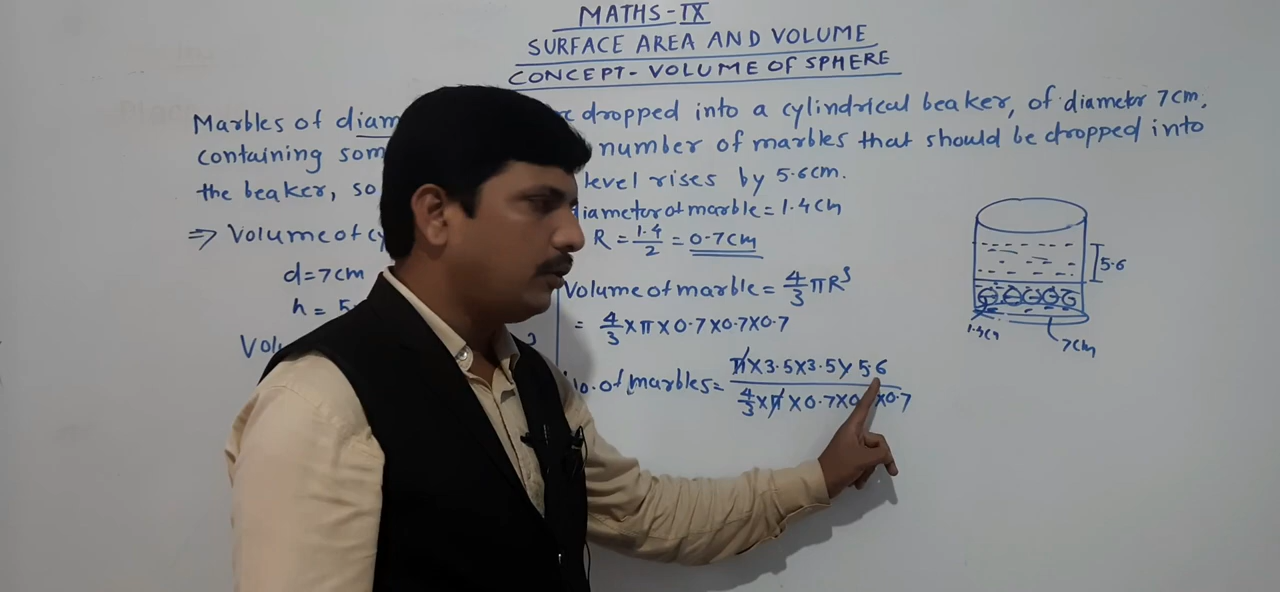 MATHS-IX
SURFACE AREA AND VOLUME
CONCEPT-VOLUME OF SPHERE
Marbles of diam dropped into a cylindrical beaker, of diameter 7cm,
containing som number of marbles that should be dropped into
the beaker, so level rises by 5.6cm.
⇒ Volume of cy
d=7cm
h = 5
Volu
diameter of marble = 1.4cm
R = 1.4/2 = 0.7cm
Volume of marble = 4/3 πR³
= 4/3 × π × 0.7×0.7×0.7
No. of marbles = π×3.5×3.5×5.6 / 4/3×π×0.7×0. ×0.7
5.6
1.4cm
7cm